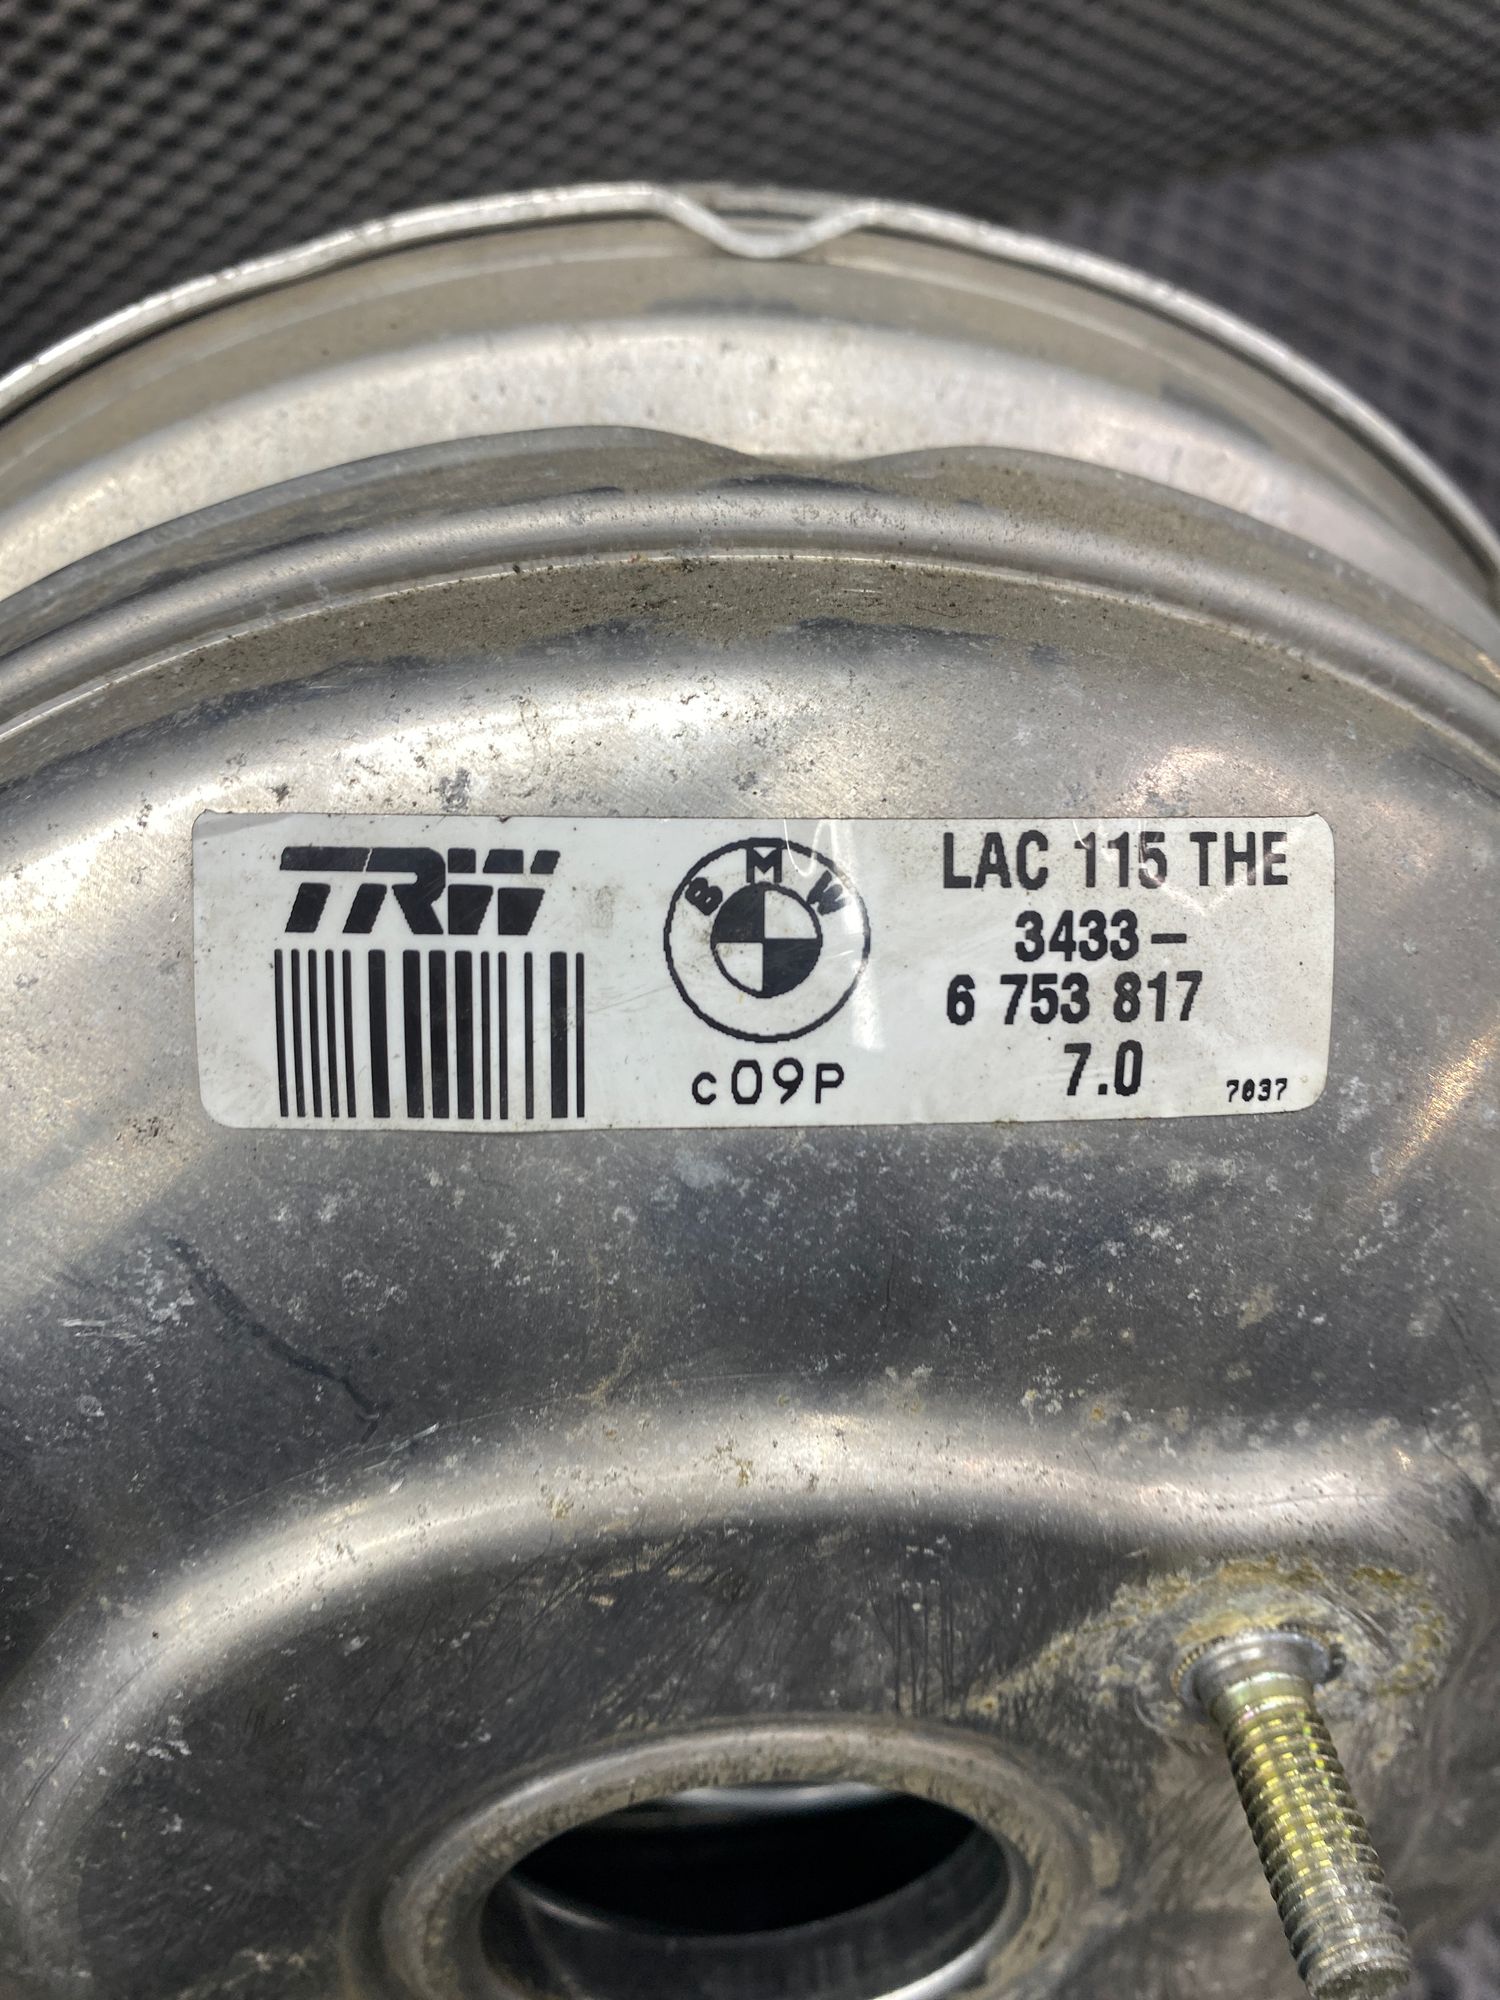 TRW
BMW
c09P
LAC 115 THE
3433-
6 753 817
7.0
7037